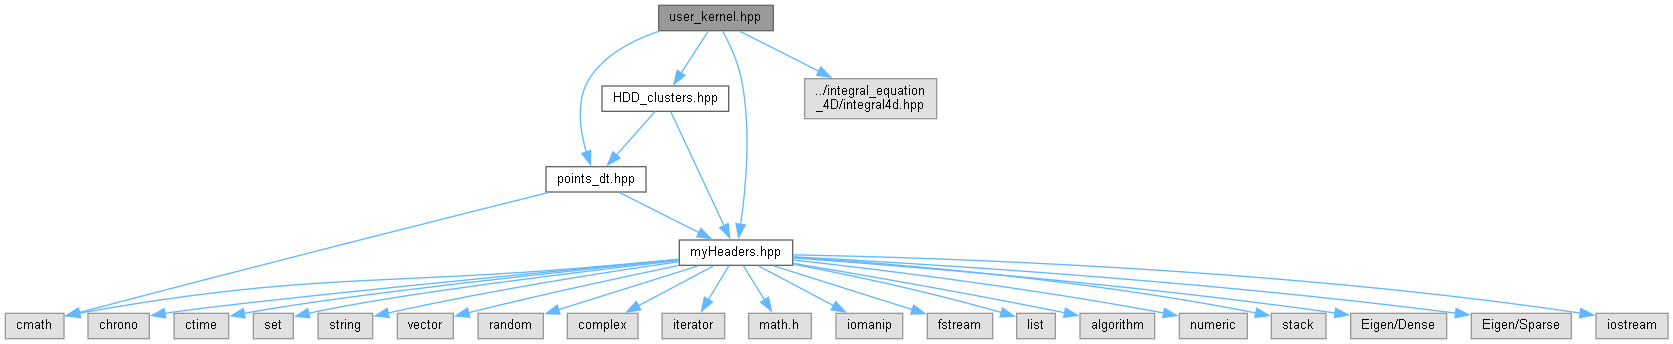 user_kernel.hpp
../integral_equation
_4D/integral4d.hpp
HDD_clusters.hpp
points_dt.hpp
myHeaders.hpp
cmath
chrono
ctime
set
string
vector
random
complex
iterator
math.h
iomanip
fstream
list
algorithm
numeric
stack
Eigen/Dense
Eigen/Sparse
iostream